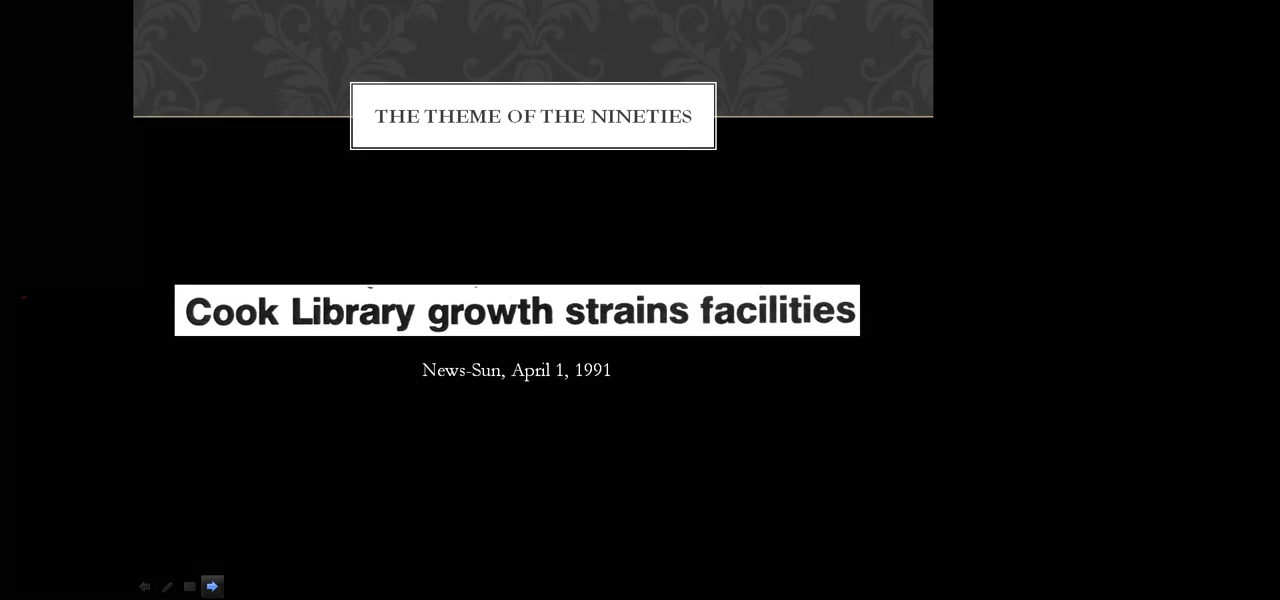 THE THEME OF THE NINETIES
Cook Library growth strains facilities
News-Sun, April 1, 1991